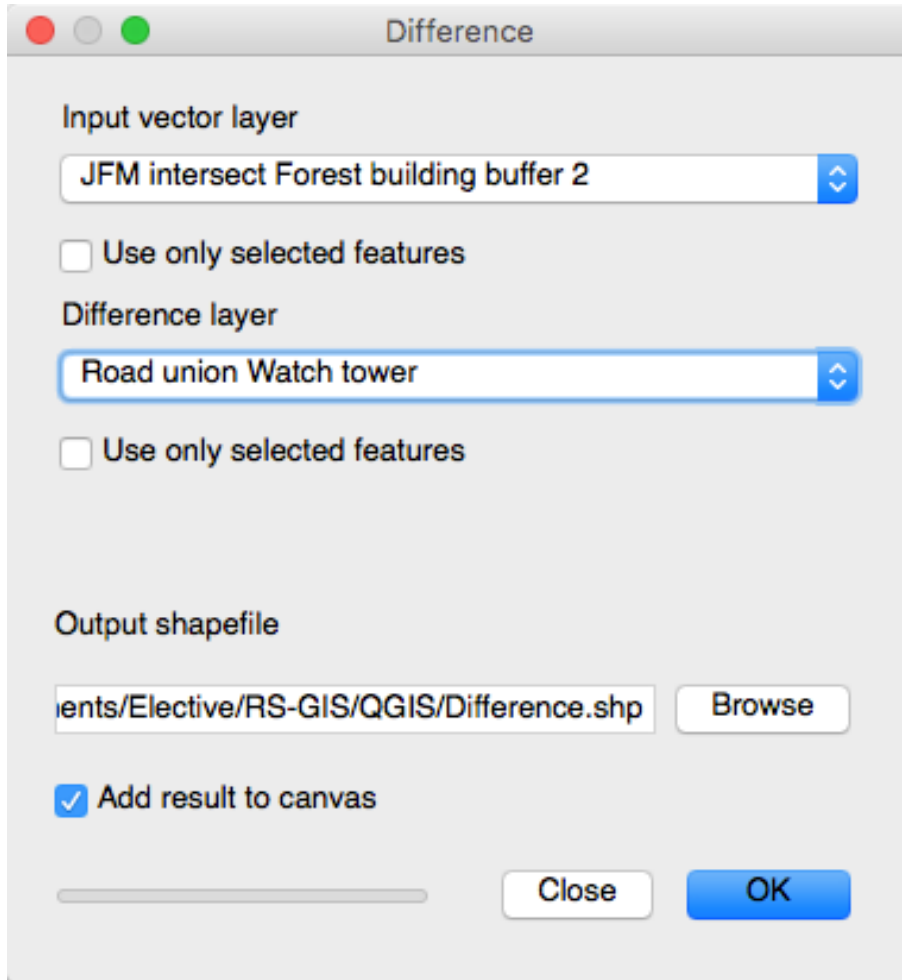 Difference
Input vector layer
JFM intersect Forest building buffer 2
Use only selected features
Difference layer
Road union Watch tower
Use only selected features
Output shapefile
ents/Elective/RS-GIS/QGIS/Difference.shp
Browse
Add result to canvas
Close
OK